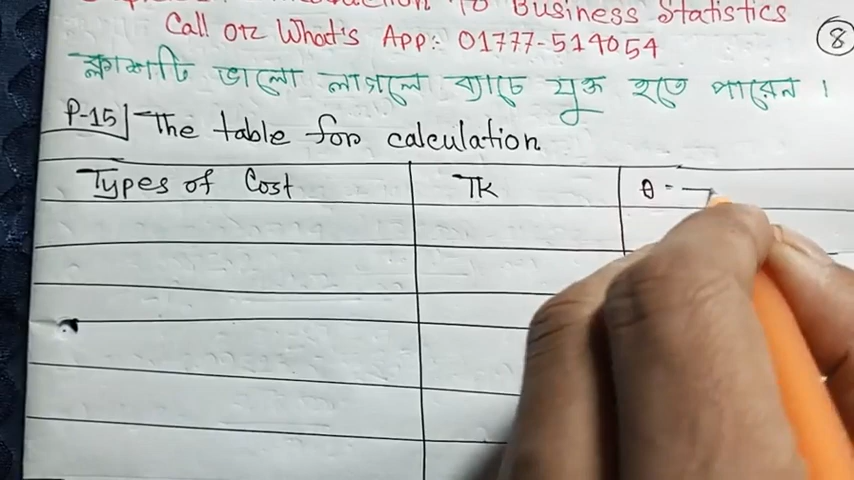 Business Statistics
Call orz What's App: 01777-514054
8
ক্লাশটি ভালো লাগলে ব্যাচে যুক্ত হতে পারেন।
P-15] The table for calculation
Types of Cost TK θ =